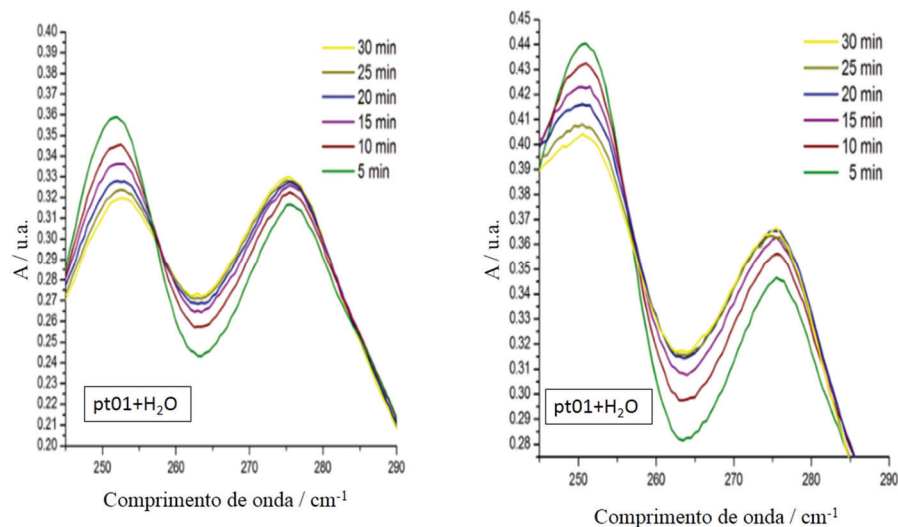 0.40
0.39
0.38
0.37
0.36
0.35
0.34
0.33
0.32
0.31
0.30
0.29
0.28
0.27
0.26
0.25
0.24
0.23
0.22
0.21
0.20
A / u.a.
30 min
25 min
20 min
15 min
10 min
5 min
pt01+H₂O
250 260 270 280 290
Comprimento de onda / cm⁻¹
0.45
0.44
0.43
0.42
0.41
0.40
0.39
0.38
0.37
0.36
0.35
0.34
0.33
0.32
0.31
0.30
0.29
0.28
A / u.a.
30 min
25 min
20 min
15 min
10 min
5 min
pt01+H₂O
250 260 270 280 290
Comprimento de onda / cm⁻¹